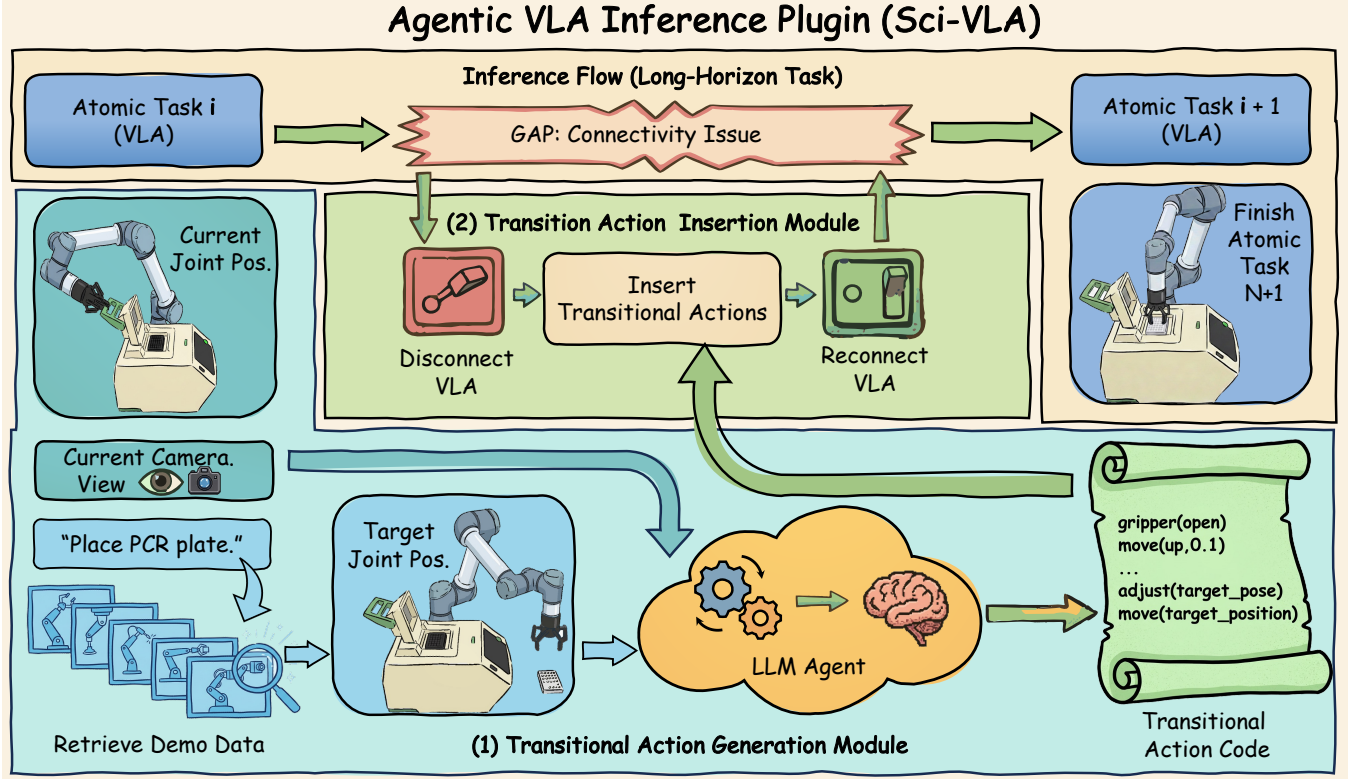 Agentic VLA Inference Plugin (Sci-VLA)
Inference Flow (Long-Horizon Task)
Atomic Task i
(VLA)
GAP: Connectivity Issue
Atomic Task i + 1
(VLA)
Current
Joint Pos.
(2) Transition Action Insertion Module
Disconnect
VLA
Insert
Transitional Actions
Reconnect
VLA
Finish
Atomic
Task
N+1
Current Camera.
View
“Place PCR plate.”
Retrieve Demo Data
Target
Joint Pos.
LLM Agent
gripper(open)
move(up,0.1)
...
adjust(target_pose)
move(target_position)
Transitional
Action Code
(1) Transitional Action Generation Module